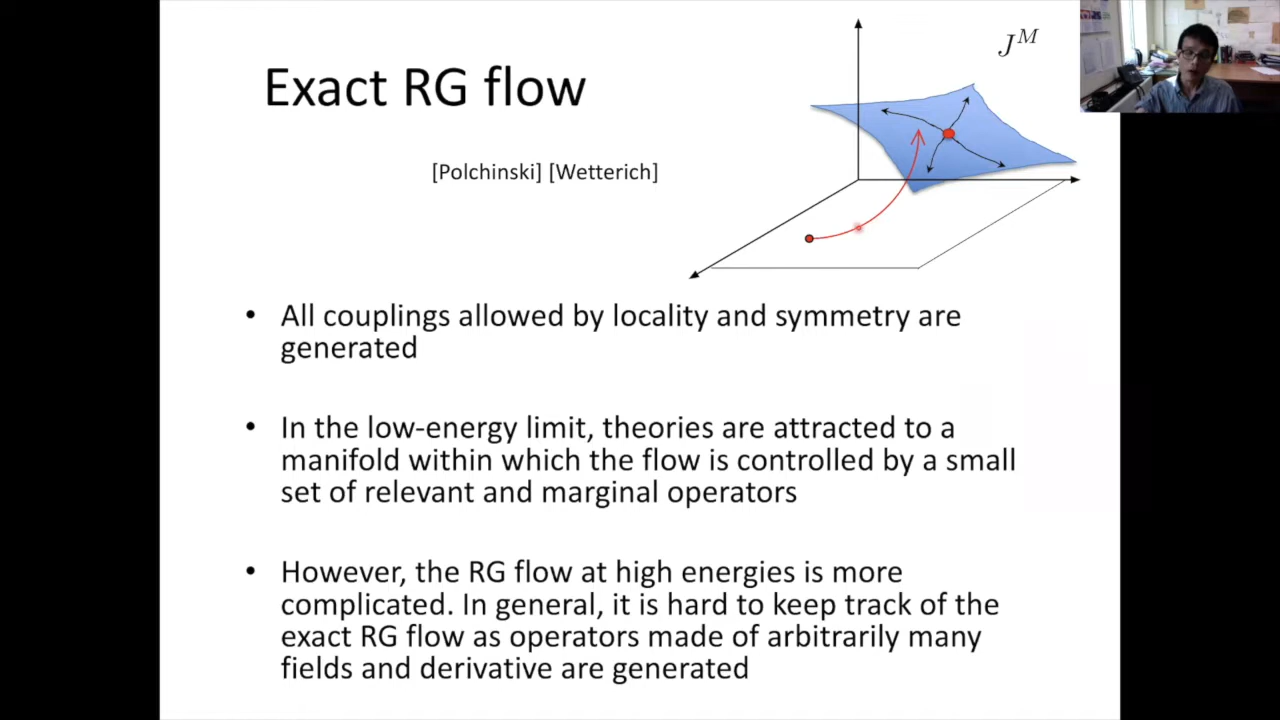 Exact RG flow
J^M
[Polchinski] [Wetterich]
• All couplings allowed by locality and symmetry are
generated
• In the low-energy limit, theories are attracted to a
manifold within which the flow is controlled by a small
set of relevant and marginal operators
• However, the RG flow at high energies is more
complicated. In general, it is hard to keep track of the
exact RG flow as operators made of arbitrarily many
fields and derivative are generated